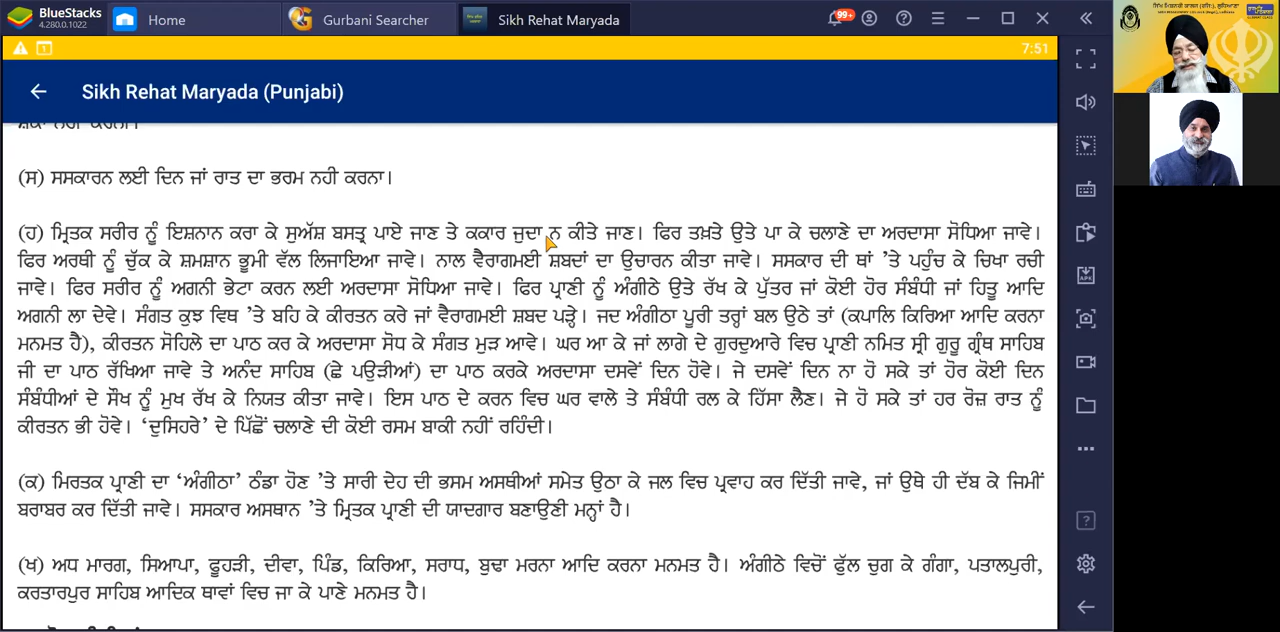 BlueStacks
4.280.0.1022
Home
Gurbani Searcher
Sikh Rehat Maryada
99+
7:51
Sikh Rehat Maryada (Punjabi)
(ਸ) ਸਸਕਾਰਨ ਲਈ ਦਿਨ ਜਾਂ ਰਾਤ ਦਾ ਭਰਮ ਨਹੀ ਕਰਨਾ।
(ਹ) ਮ੍ਰਿਤਕ ਸਰੀਰ ਨੂੰ ਇਸ਼ਨਾਨ ਕਰਾ ਕੇ ਸੁਅੱਸ਼ ਬਸਤ੍ਰ ਪਾਏ ਜਾਣ ਤੇ ਕਕਾਰ ਜੁਦਾ ਨ ਕੀਤੇ ਜਾਣ। ਫਿਰ ਤਖ਼ਤੇ ਉਤੇ ਪਾ ਕੇ ਚਲਾਣੇ ਦਾ ਅਰਦਾਸਾ ਸੋਧਿਆ ਜਾਵੇ।
ਫਿਰ ਅਰਥੀ ਨੂੰ ਚੁੱਕ ਕੇ ਸ਼ਮਸ਼ਾਨ ਭੂਮੀ ਵੱਲ ਲਿਜਾਇਆ ਜਾਵੇ। ਨਾਲ ਵੈਰਾਗਮਈ ਸ਼ਬਦਾਂ ਦਾ ਉਚਾਰਨ ਕੀਤਾ ਜਾਵੇ। ਸਸਕਾਰ ਦੀ ਥਾਂ ’ਤੇ ਪਹੁੰਚ ਕੇ ਚਿਖਾ ਰਚੀ
ਜਾਵੇ। ਫਿਰ ਸਰੀਰ ਨੂੰ ਅਗਨੀ ਭੇਟਾ ਕਰਨ ਲਈ ਅਰਦਾਸਾ ਸੋਧਿਆ ਜਾਵੇ। ਫਿਰ ਪ੍ਰਾਣੀ ਨੂੰ ਅੰਗੀਠੇ ਉਤੇ ਰੱਖ ਕੇ ਪੁੱਤਰ ਜਾਂ ਕੋਈ ਹੋਰ ਸੰਬੰਧੀ ਜਾਂ ਹਿਤੂ ਆਦਿ
ਅਗਨੀ ਲਾ ਦੇਵੇ। ਸੰਗਤ ਕੁਝ ਵਿਥ ’ਤੇ ਬਹਿ ਕੇ ਕੀਰਤਨ ਕਰੇ ਜਾਂ ਵੈਰਾਗਮਈ ਸ਼ਬਦ ਪੜ੍ਹੇ। ਜਦ ਅੰਗੀਠਾ ਪੂਰੀ ਤਰ੍ਹਾਂ ਬਲ ਉਠੇ ਤਾਂ (ਕਪਾਲਿ ਕਿਰਿਆ ਆਦਿ ਕਰਨਾ
ਮਨਮਤ ਹੈ), ਕੀਰਤਨ ਸੋਹਿਲੇ ਦਾ ਪਾਠ ਕਰ ਕੇ ਅਰਦਾਸਾ ਸੋਧ ਕੇ ਸੰਗਤ ਮੁੜ ਆਵੇ। ਘਰ ਆ ਕੇ ਜਾਂ ਲਾਗੇ ਦੇ ਗੁਰਦੁਆਰੇ ਵਿਚ ਪ੍ਰਾਣੀ ਨਮਿਤ ਸ੍ਰੀ ਗੁਰੂ ਗ੍ਰੰਥ ਸਾਹਿਬ
ਜੀ ਦਾ ਪਾਠ ਰੱਖਿਆ ਜਾਵੇ ਤੇ ਅਨੰਦ ਸਾਹਿਬ (ਛੇ ਪਉੜੀਆਂ) ਦਾ ਪਾਠ ਕਰਕੇ ਅਰਦਾਸਾ ਦਸਵੇਂ ਦਿਨ ਹੋਵੇ। ਜੇ ਦਸਵੇਂ ਦਿਨ ਨਾ ਹੋ ਸਕੇ ਤਾਂ ਹੋਰ ਕੋਈ ਦਿਨ
ਸੰਬੰਧੀਆਂ ਦੇ ਸੌਖ ਨੂੰ ਮੁਖ ਰੱਖ ਕੇ ਨਿਯਤ ਕੀਤਾ ਜਾਵੇ। ਇਸ ਪਾਠ ਦੇ ਕਰਨ ਵਿਚ ਘਰ ਵਾਲੇ ਤੇ ਸੰਬੰਧੀ ਰਲ ਕੇ ਹਿੱਸਾ ਲੈਣ। ਜੇ ਹੋ ਸਕੇ ਤਾਂ ਹਰ ਰੋਜ਼ ਰਾਤ ਨੂੰ
ਕੀਰਤਨ ਭੀ ਹੋਵੇ। ‘ਦੁਸਿਹਰੇ’ ਦੇ ਪਿੱਛੋਂ ਚਲਾਣੇ ਦੀ ਕੋਈ ਰਸਮ ਬਾਕੀ ਨਹੀਂ ਰਹਿੰਦੀ।
(ਕ) ਮਿਰਤਕ ਪ੍ਰਾਣੀ ਦਾ ‘ਅੰਗੀਠਾ’ ਠੰਡਾ ਹੋਣ ’ਤੇ ਸਾਰੀ ਦੇਹ ਦੀ ਭਸਮ ਅਸਥੀਆਂ ਸਮੇਤ ਉਠਾ ਕੇ ਜਲ ਵਿਚ ਪ੍ਰਵਾਹ ਕਰ ਦਿੱਤੀ ਜਾਵੇ, ਜਾਂ ਉਥੇ ਹੀ ਦੱਬ ਕੇ ਜਿਮੀਂ
ਬਰਾਬਰ ਕਰ ਦਿੱਤੀ ਜਾਵੇ। ਸਸਕਾਰ ਅਸਥਾਨ ’ਤੇ ਮ੍ਰਿਤਕ ਪ੍ਰਾਣੀ ਦੀ ਯਾਦਗਾਰ ਬਣਾਉਣੀ ਮਨ੍ਹਾਂ ਹੈ।
(ਖ) ਅਧ ਮਾਰਗ, ਸਿਆਪਾ, ਫੂਹੜੀ, ਦੀਵਾ, ਪਿੰਡ, ਕਿਰਿਆ, ਸਰਾਧ, ਬੁਢਾ ਮਰਨਾ ਆਦਿ ਕਰਨਾ ਮਨਮਤ ਹੈ। ਅੰਗੀਠੇ ਵਿਚੋਂ ਫੁੱਲ ਚੁਗ ਕੇ ਗੰਗਾ, ਪਤਾਲਪੁਰੀ,
ਕਰਤਾਰਪੁਰ ਸਾਹਿਬ ਆਦਿਕ ਥਾਵਾਂ ਵਿਚ ਜਾ ਕੇ ਪਾਣੇ ਮਨਮਤ ਹੈ।